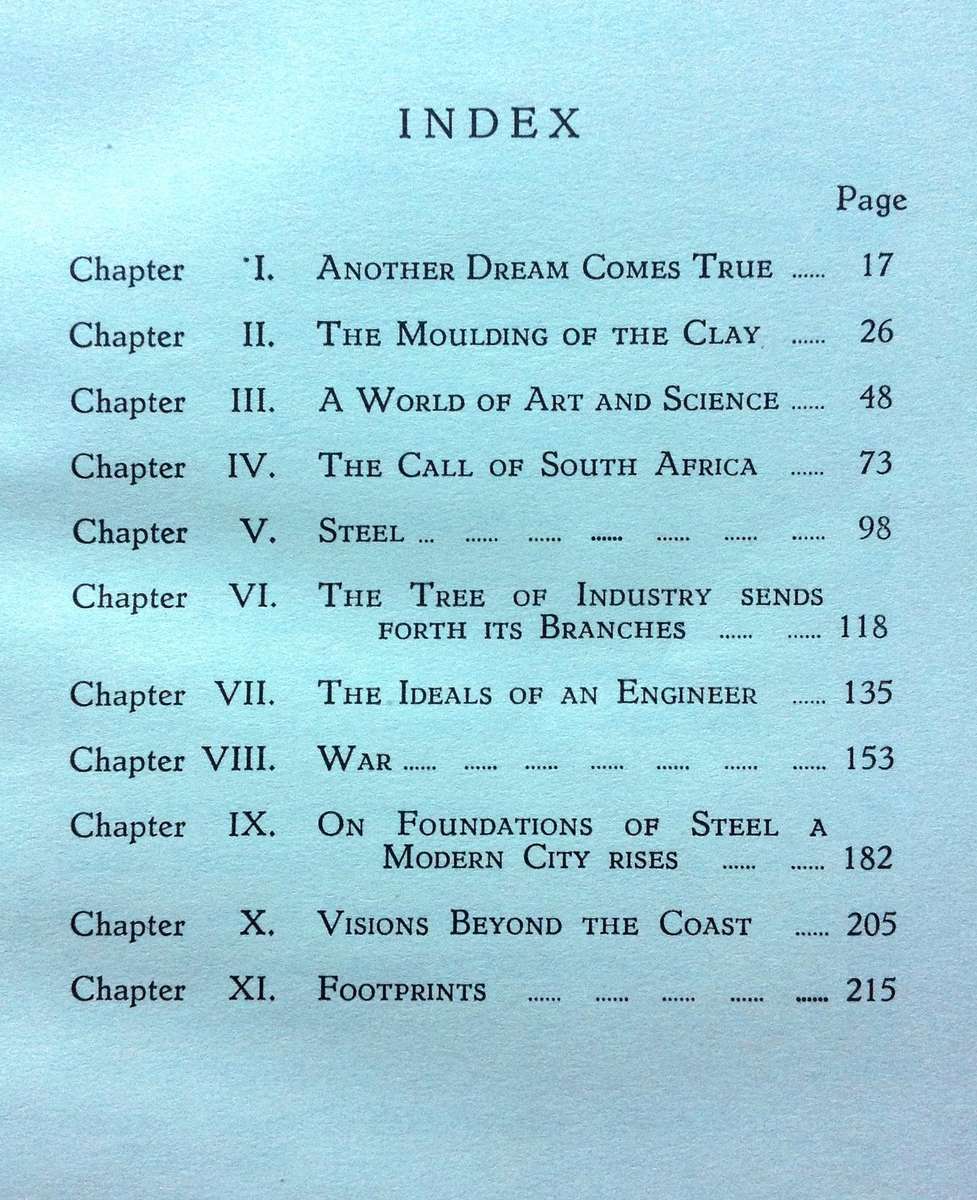 INDEX
Page
Chapter I. Another Dream Comes True ...... 17
Chapter II. The Moulding of the Clay ...... 26
Chapter III. A World of Art and Science ...... 48
Chapter IV. The Call of South Africa ...... 73
Chapter V. Steel ... ...... ...... ...... ...... ...... ...... 98
Chapter VI. The Tree of Industry sends
forth its Branches ...... ...... 118
Chapter VII. The Ideals of an Engineer ...... 135
Chapter VIII. War ...... ...... ...... ...... ...... ...... ...... 153
Chapter IX. On Foundations of Steel a
Modern City rises ...... ...... 182
Chapter X. Visions Beyond the Coast ...... 205
Chapter XI. Footprints ...... ...... ...... ...... ...... 215